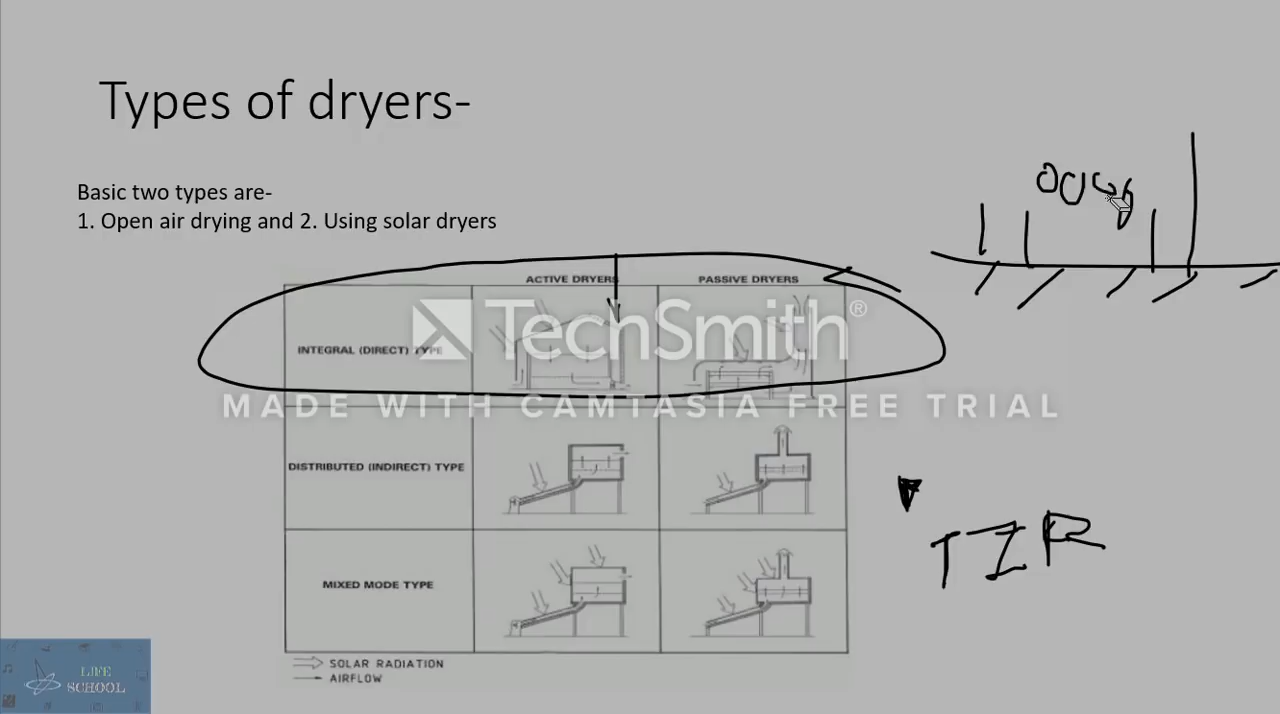 Types of dryers-
Basic two types are-
1. Open air drying and 2. Using solar dryers
ACTIVE DRYERS PASSIVE DRYERS
INTEGRAL (DIRECT) TYPE
TechSmith®
MADE WITH CAMTASIA FREE TRIAL
DISTRIBUTED (INDIRECT) TYPE
TIR
MIXED MODE TYPE
SOLAR RADIATION
AIRFLOW
LIFE
SCHOOL